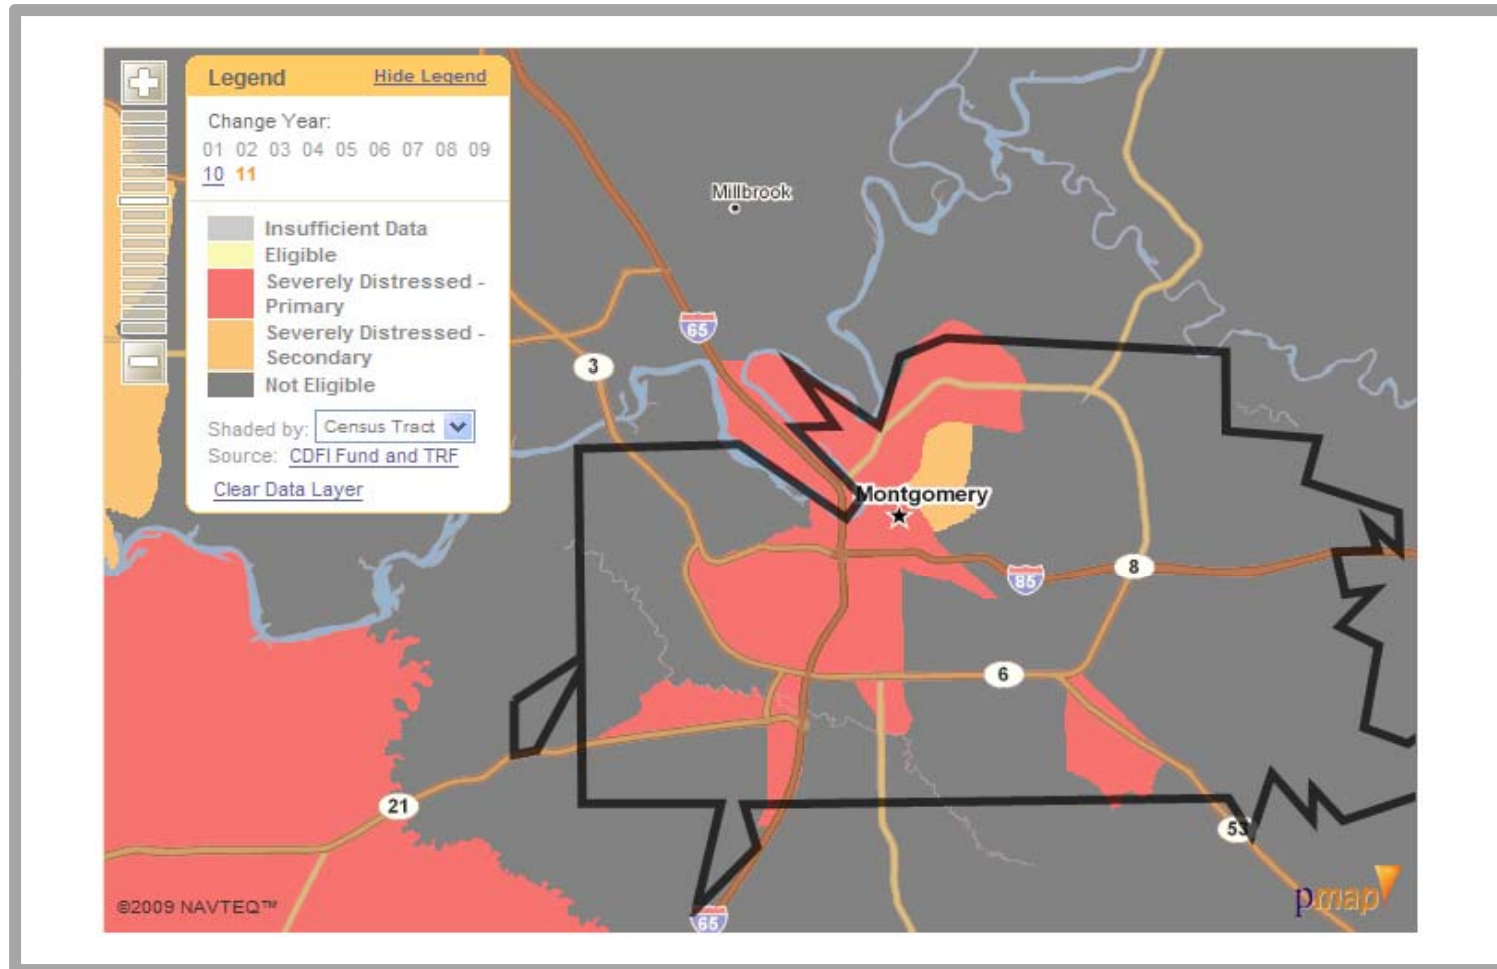 Legend Hide Legend
Change Year:
01 02 03 04 05 06 07 08 09
10 11
Insufficient Data
Eligible
Severely Distressed -
Primary
Severely Distressed -
Secondary
Not Eligible
Shaded by: Census Tract
Source: CDFI Fund and TRF
Clear Data Layer
Millbrook
65
3
Montgomery
85
8
6
21
53
65
©2009 NAVTEQ™
pmap